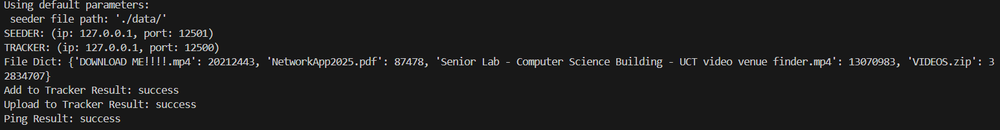 Using default parameters:
 seeder file path: './data/'
SEEDER: (ip: 127.0.0.1, port: 12501)
TRACKER: (ip: 127.0.0.1, port: 12500)
File Dict: {'DOWNLOAD ME!!!!.mp4': 20212443, 'NetworkApp2025.pdf': 87478, 'Senior Lab - Computer Science Building - UCT video venue finder.mp4': 13070983, 'VIDEOS.zip': 3
2834707}
Add to Tracker Result: success
Upload to Tracker Result: success
Ping Result: success